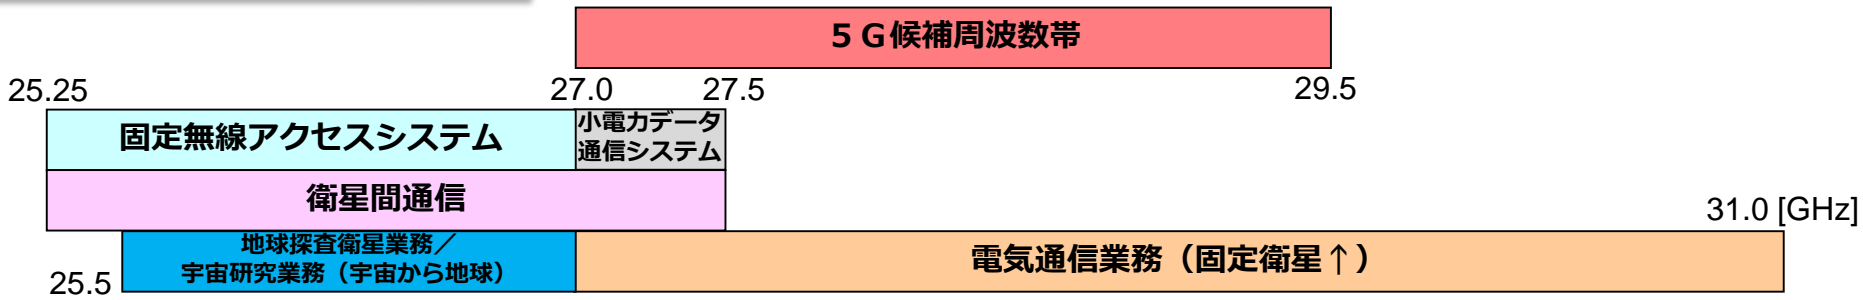 ５Ｇ候補周波数帯
25.25
27.0
27.5
29.5
固定無線アクセスシステム
小電力データ
通信システム
衛星間通信
31.0 [GHz]
地球探査衛星業務／
宇宙研究業務（宇宙から地球）
電気通信業務（固定衛星↑）
25.5